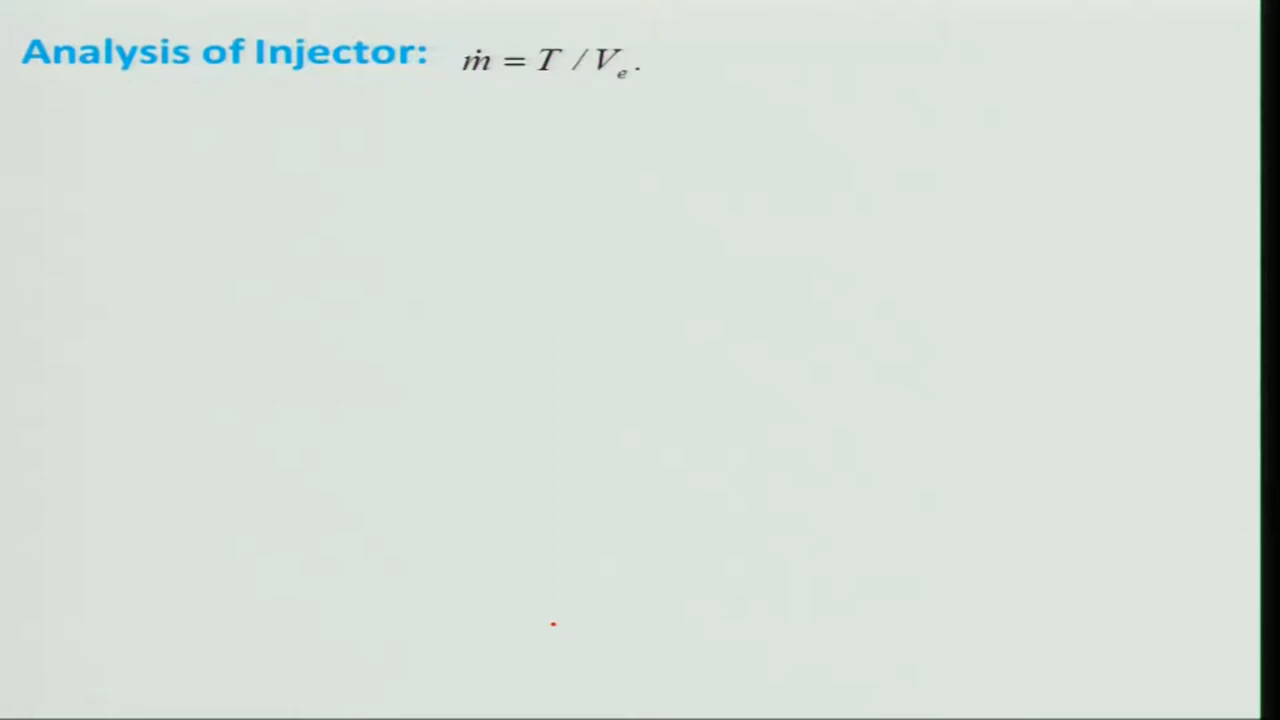 Analysis of Injector: ṁ = T / Vₑ.